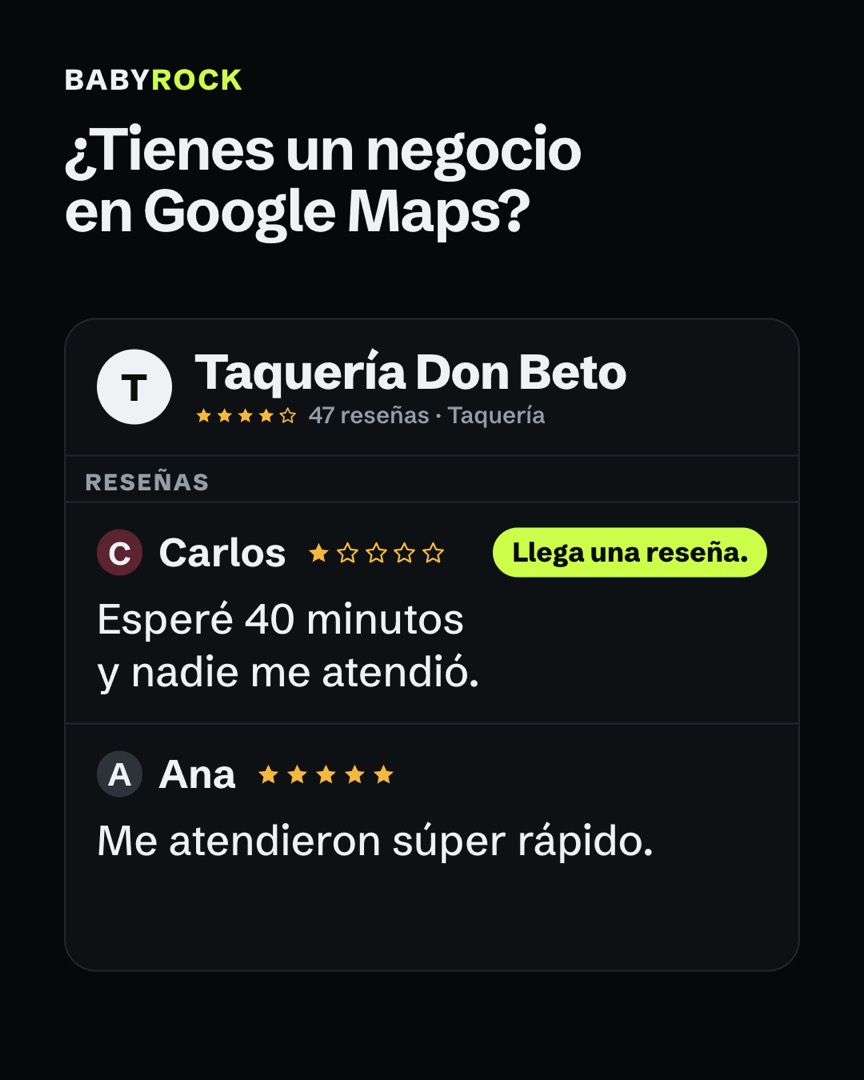 BABYROCK
¿Tienes un negocio
en Google Maps?
T
Taquería Don Beto
★★★★☆ 47 reseñas · Taquería
RESEÑAS
C Carlos ★☆☆☆☆ Llega una reseña.
Esperé 40 minutos
y nadie me atendió.
A Ana ★★★★★
Me atendieron súper rápido.